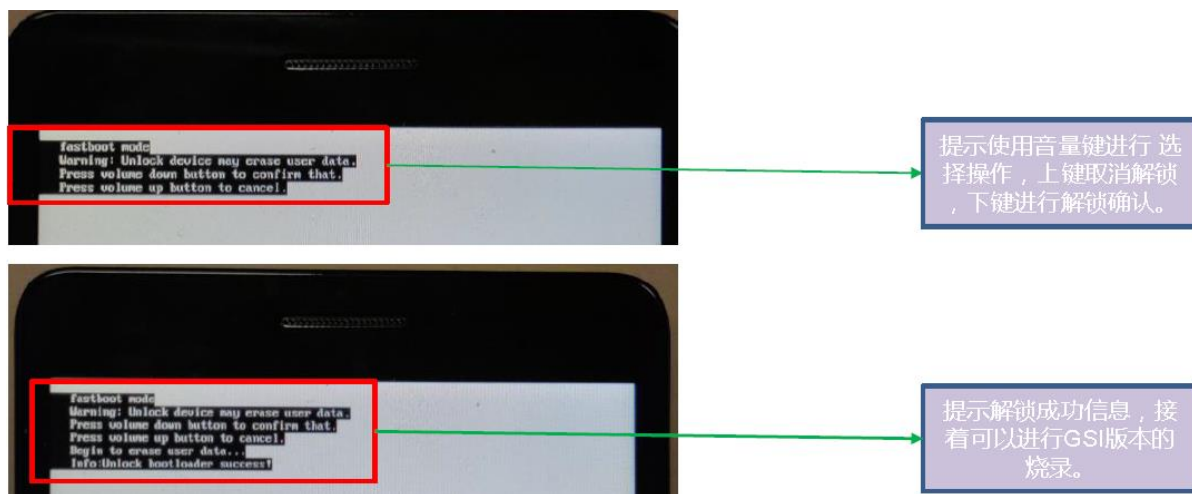 fastboot mode
Warning: Unlock device may erase user data.
Press volume down button to confirm that.
Press volume up button to cancel.
提示使用音量键进行 选
择操作，上键取消解锁
，下键进行解锁确认。
fastboot mode
Warning: Unlock device may erase user data.
Press volume down button to confirm that.
Press volume up button to cancel.
Begin to erase user data...
Info:Unlock bootloader success!
提示解锁成功信息，接
着可以进行GSI版本的
烧录。